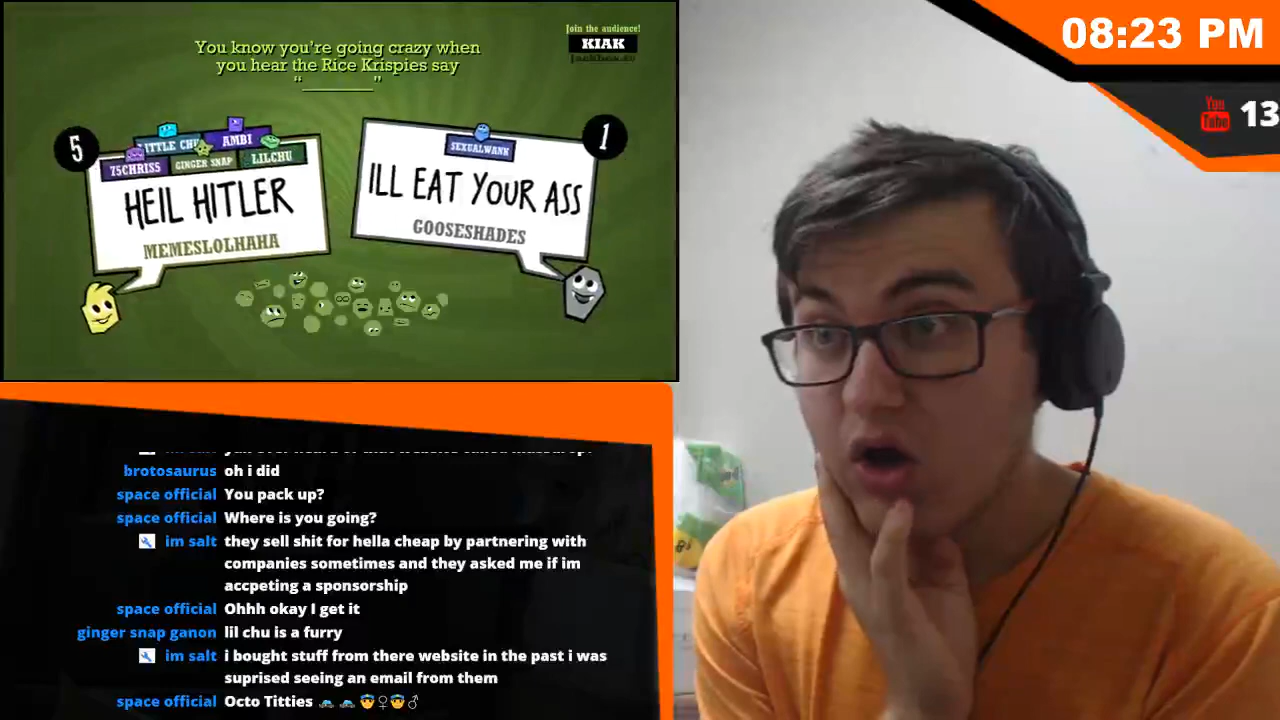 You know you're going crazy when
you hear the Rice Krispies say
"________"
Join the audience!
KIAK
5
AMBI
75CHRISS
GINGER SNAP
LILCHU
HEIL HITLER
MEMESLOLHAHA
1
SEXUALWANK
ILL EAT YOUR ASS
GOOSESHADES
08:23 PM
You
Tube
13
brotosaurus oh i did
space official You pack up?
space official Where is you going?
im salt they sell shit for hella cheap by partnering with
companies sometimes and they asked me if im
accpeting a sponsorship
space official Ohhh okay I get it
ginger snap ganon lil chu is a furry
im salt i bought stuff from there website in the past i was
suprised seeing an email from them
space official Octo Titties